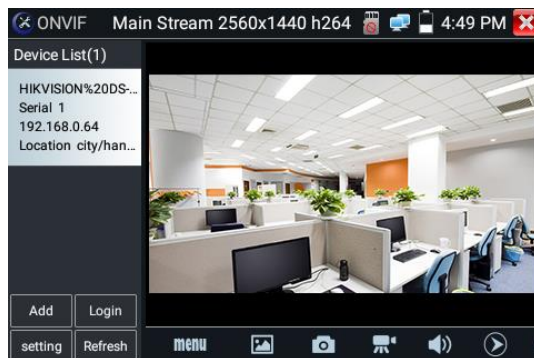 ONVIF Main Stream 2560x1440 h264 4:49 PM
Device List(1)
HIKVISION%20DS-...
Serial 1
192.168.0.64
Location city/han...
Add Login
setting Refresh
menu